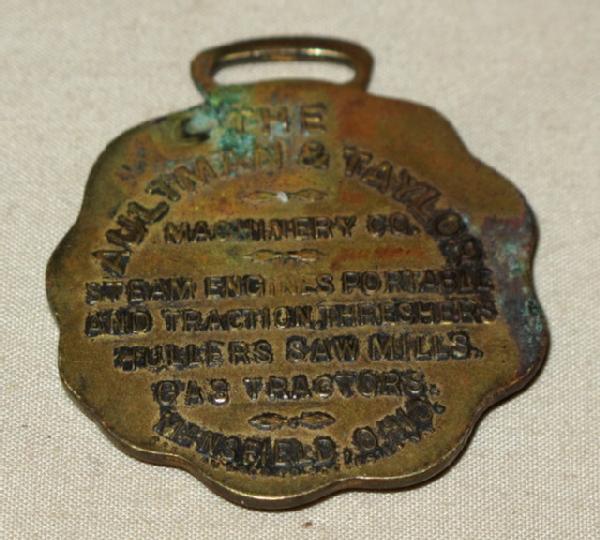 THE
AULTMAN & TAYLOR
MACHINERY CO.
STEAM ENGINES PORTABLE
AND TRACTION, THRESHERS
HULLERS SAW MILLS.
GAS TRACTORS.
MANSFIELD, OHIO.